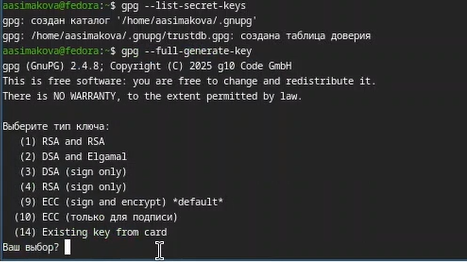 aasimakova@fedora:~$ gpg --list-secret-keys
gpg: создан каталог '/home/aasimakova/.gnupg'
gpg: /home/aasimakova/.gnupg/trustdb.gpg: создана таблица доверия
aasimakova@fedora:~$ gpg --full-generate-key
gpg (GnuPG) 2.4.8; Copyright (C) 2025 g10 Code GmbH
This is free software: you are free to change and redistribute it.
There is NO WARRANTY, to the extent permitted by law.
Выберите тип ключа:
(1) RSA and RSA
(2) DSA and Elgamal
(3) DSA (sign only)
(4) RSA (sign only)
(9) ECC (sign and encrypt) *default*
(10) ECC (только для подписи)
(14) Existing key from card
Ваш выбор?